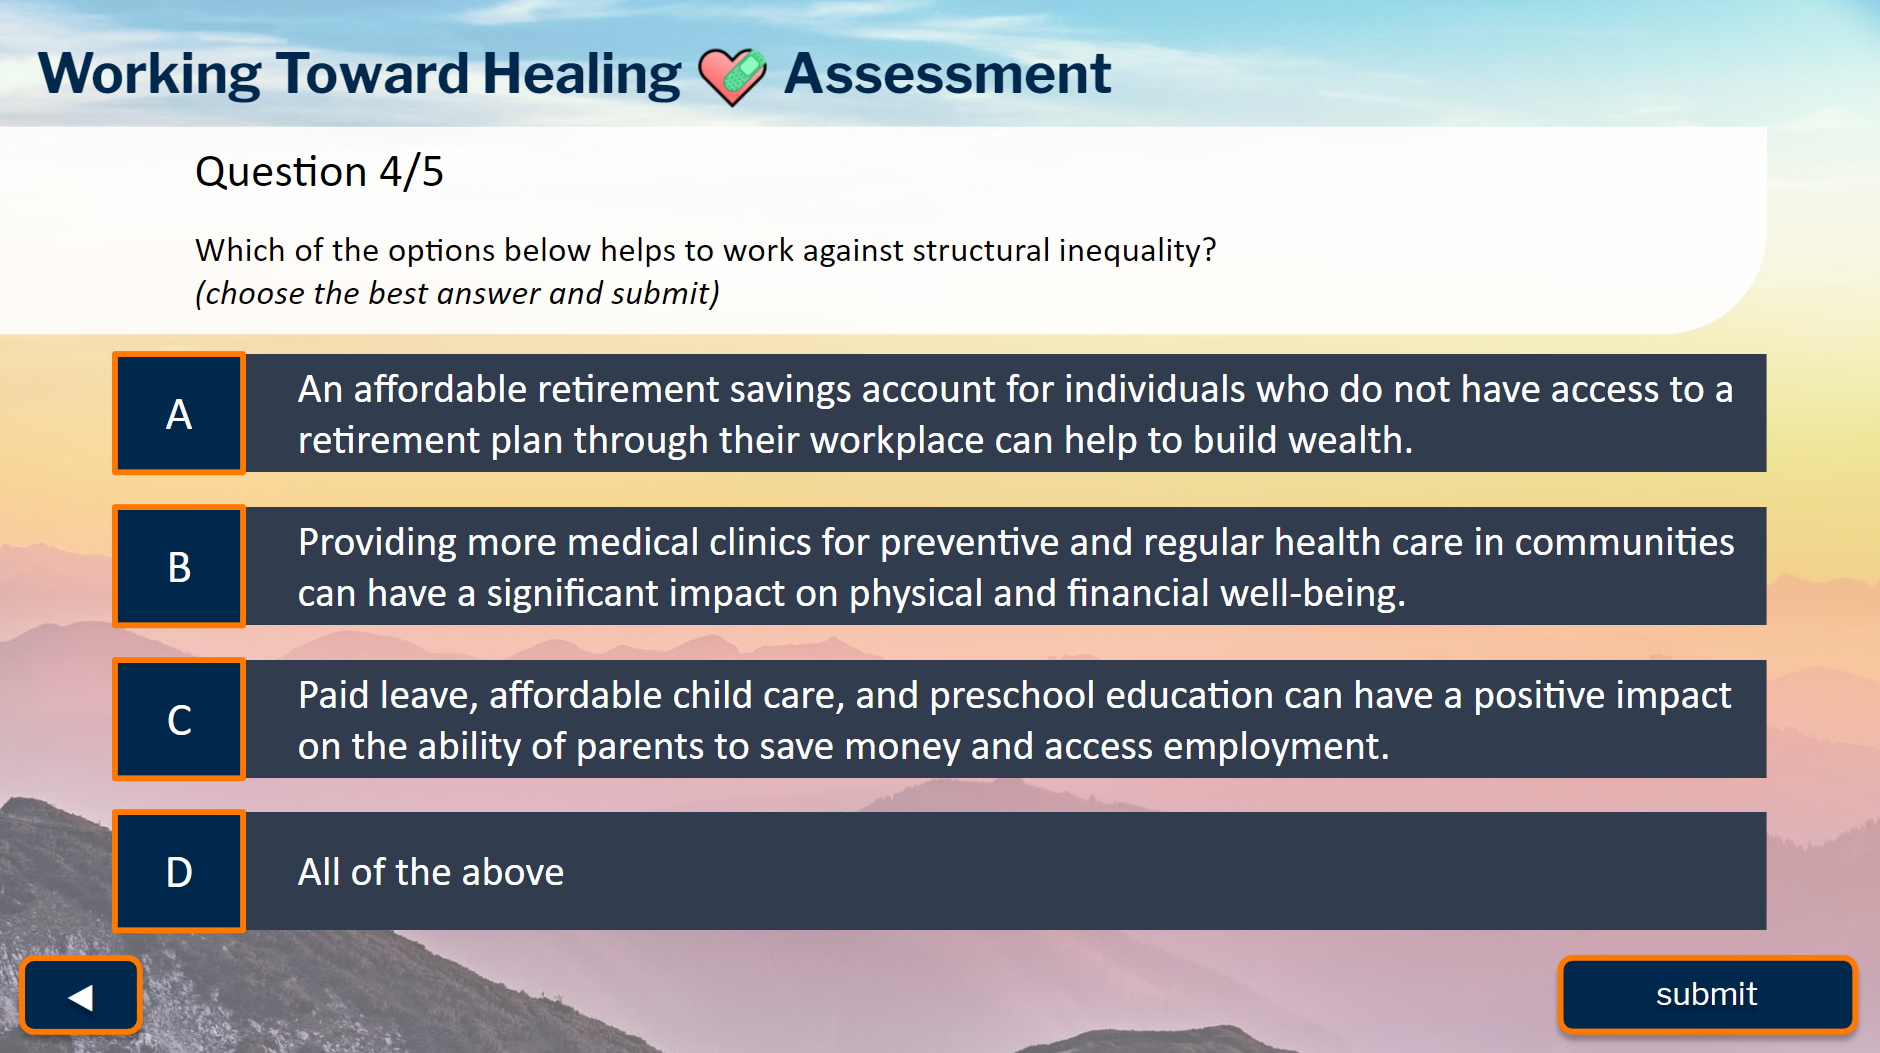 Working Toward Healing Assessment
Question 4/5
Which of the options below helps to work against structural inequality?
(choose the best answer and submit)
A
An affordable retirement savings account for individuals who do not have access to a
retirement plan through their workplace can help to build wealth.
B
Providing more medical clinics for preventive and regular health care in communities
can have a significant impact on physical and financial well-being.
C
Paid leave, affordable child care, and preschool education can have a positive impact
on the ability of parents to save money and access employment.
D
All of the above
submit